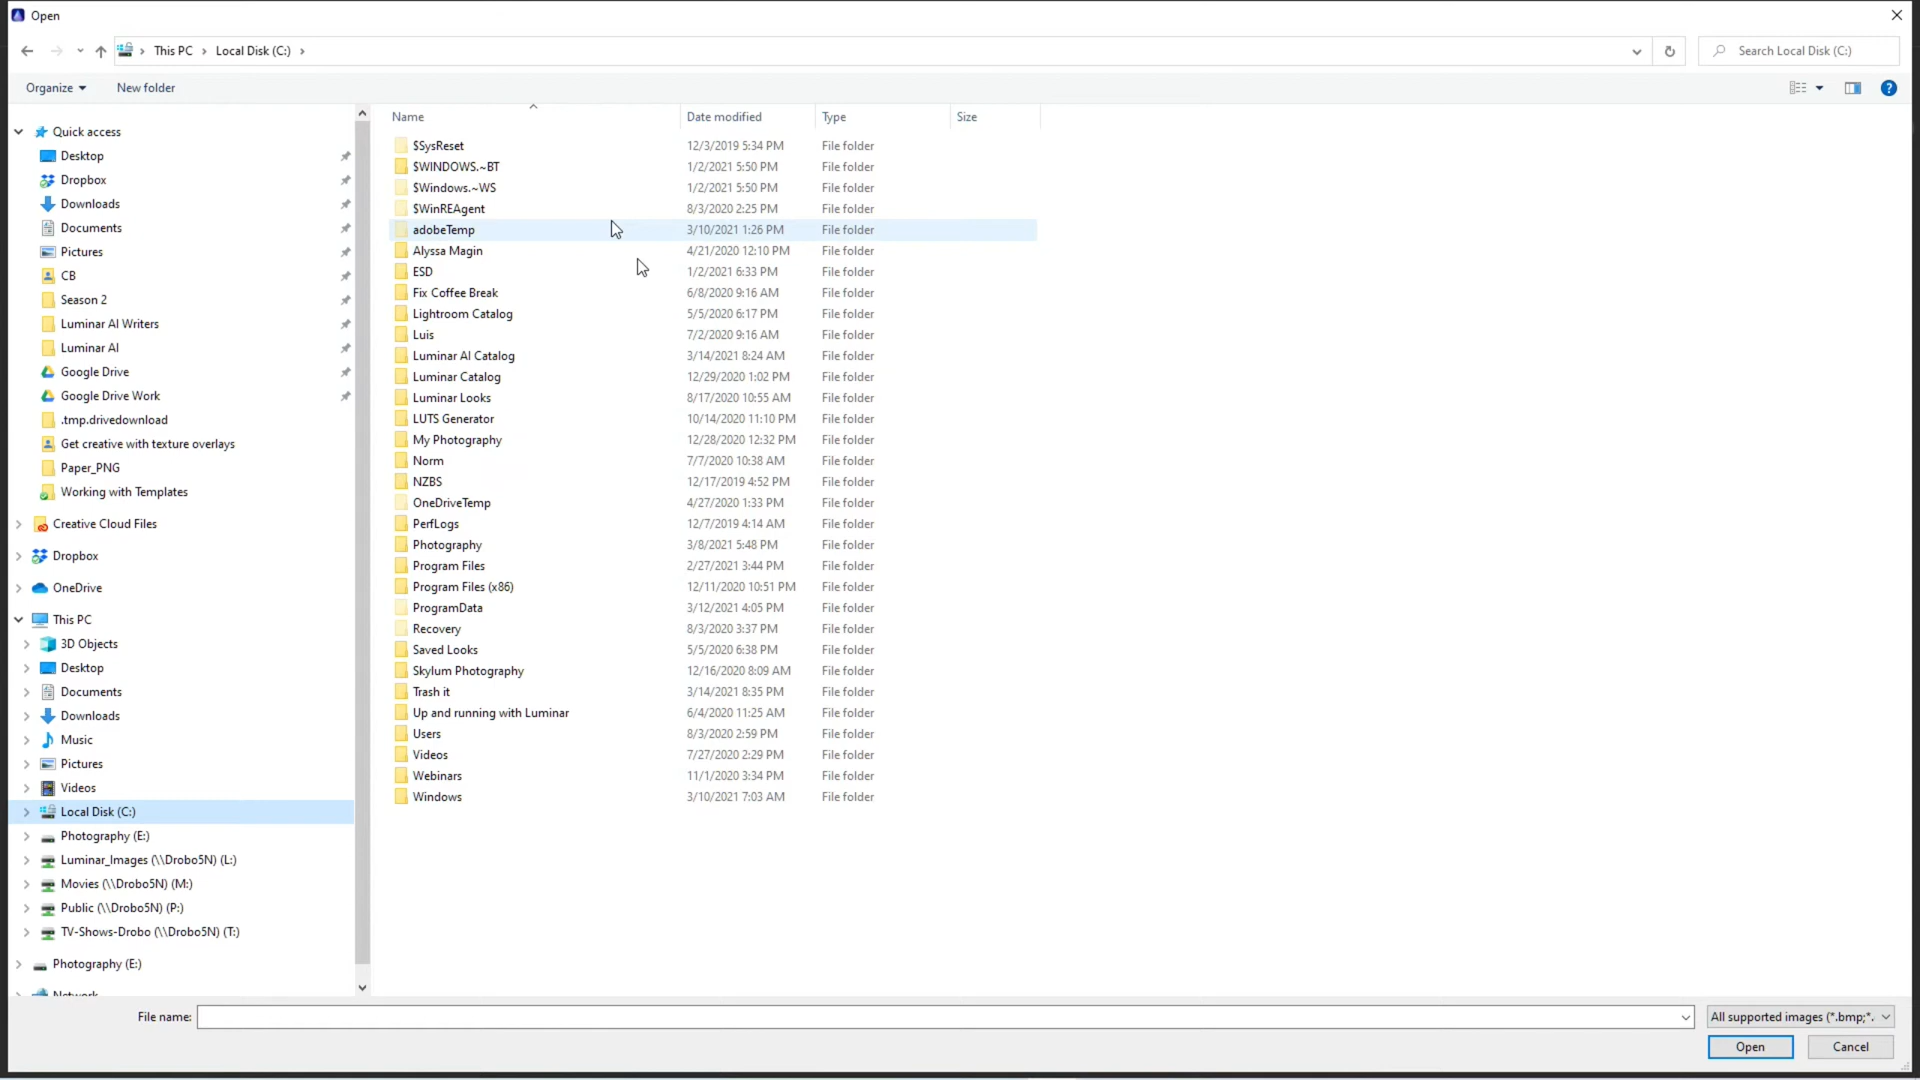 Open
This PC
Local Disk (C:)
Search Local Disk (C:)
Organize
New folder
Quick access
Desktop
Dropbox
Downloads
Documents
Pictures
CB
Season 2
Luminar AI Writers
Luminar AI
Google Drive
Google Drive Work
.tmp.drivedownload
Get creative with texture overlays
Paper_PNG
Working with Templates
Creative Cloud Files
Dropbox
OneDrive
This PC
3D Objects
Desktop
Documents
Downloads
Music
Pictures
Videos
Local Disk (C:)
Photography (E:)
Luminar_Images (\\Drobo5N) (L:)
Movies (\\Drobo5N) (M:)
Public (\\Drobo5N) (P:)
TV-Shows-Drobo (\\Drobo5N) (T:)
Photography (E:)
Network
Name Date modified Type Size
$SysReset 12/3/2019 5:34 PM File folder
$WINDOWS.~BT 1/2/2021 5:50 PM File folder
$Windows.~WS 1/2/2021 5:50 PM File folder
$WinREAgent 8/3/2020 2:25 PM File folder
adobeTemp 3/10/2021 1:26 PM File folder
Alyssa Magin 4/21/2020 12:10 PM File folder
ESD 1/2/2021 6:33 PM File folder
Fix Coffee Break 6/8/2020 9:16 AM File folder
Lightroom Catalog 5/5/2020 6:17 PM File folder
Luis 7/2/2020 9:16 AM File folder
Luminar AI Catalog 3/14/2021 8:24 AM File folder
Luminar Catalog 12/29/2020 1:02 PM File folder
Luminar Looks 8/17/2020 10:55 AM File folder
LUTS Generator 10/14/2020 11:10 PM File folder
My Photography 12/28/2020 12:32 PM File folder
Norm 7/7/2020 10:38 AM File folder
NZBS 12/17/2019 4:52 PM File folder
OneDriveTemp 4/27/2020 1:33 PM File folder
PerfLogs 12/7/2019 4:14 AM File folder
Photography 3/8/2021 5:48 PM File folder
Program Files 2/27/2021 3:44 PM File folder
Program Files (x86) 12/11/2020 10:51 PM File folder
ProgramData 3/12/2021 4:05 PM File folder
Recovery 8/3/2020 3:37 PM File folder
Saved Looks 5/5/2020 6:38 PM File folder
Skylum Photography 12/16/2020 8:09 AM File folder
Trash it 3/14/2021 8:35 PM File folder
Up and running with Luminar 6/4/2020 11:25 AM File folder
Users 8/3/2020 2:59 PM File folder
Videos 7/27/2020 2:29 PM File folder
Webinars 11/1/2020 3:34 PM File folder
Windows 3/10/2021 7:03 AM File folder
File name:
All supported images (*.bmp;*.
Open
Cancel